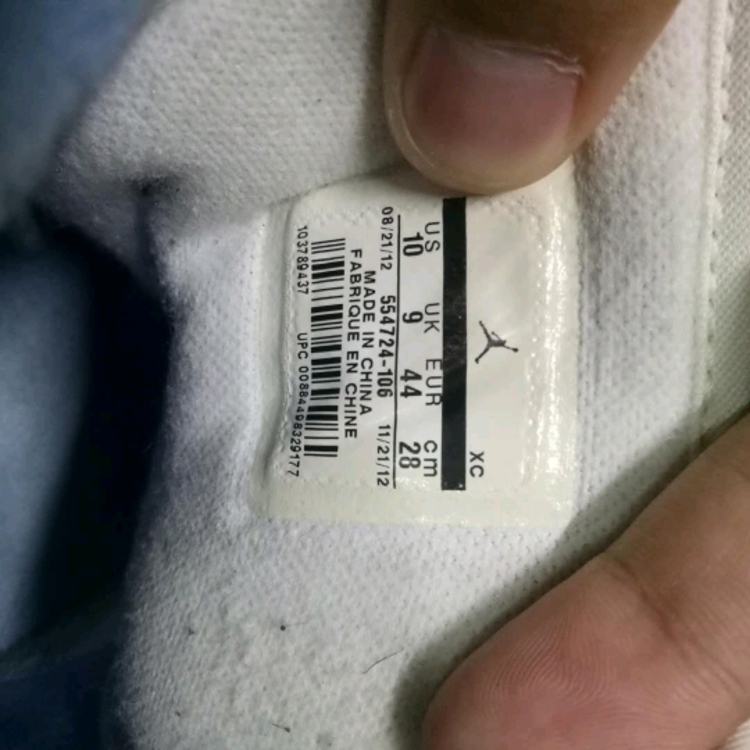 XC
US UK EUR cm
10 9 44 28
08/21/12 554724-106 11/21/12
MADE IN CHINA
FABRIQUE EN CHINE
103789437 UPC 00884498329177